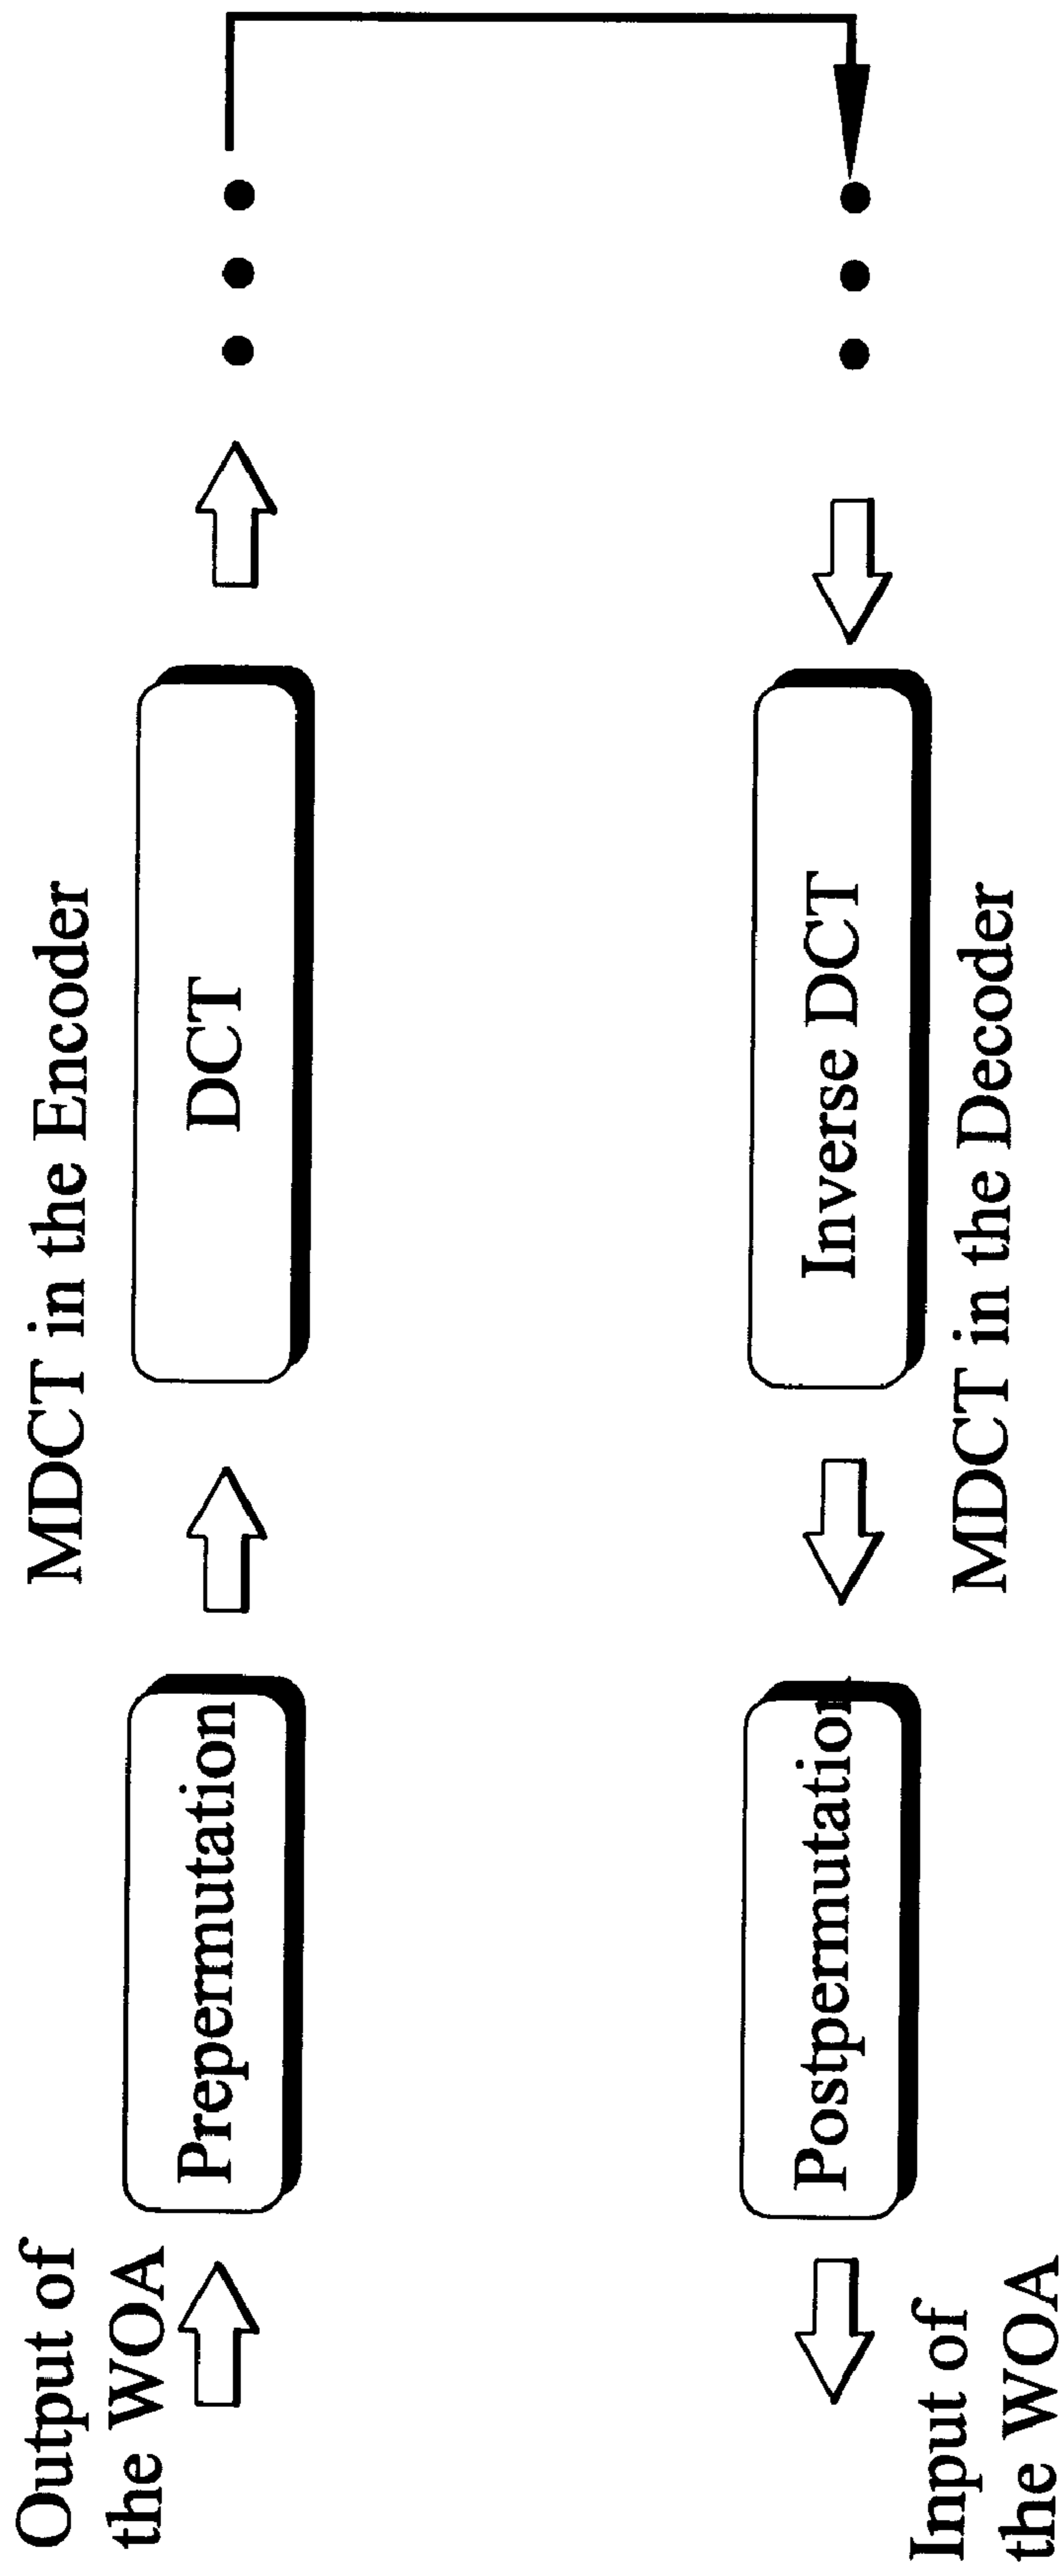 MDCT in the Encoder
Output of
the WOA
Prepermutation
DCT
Postpermutation
Inverse DCT
Input of
the WOA
MDCT in the Decoder